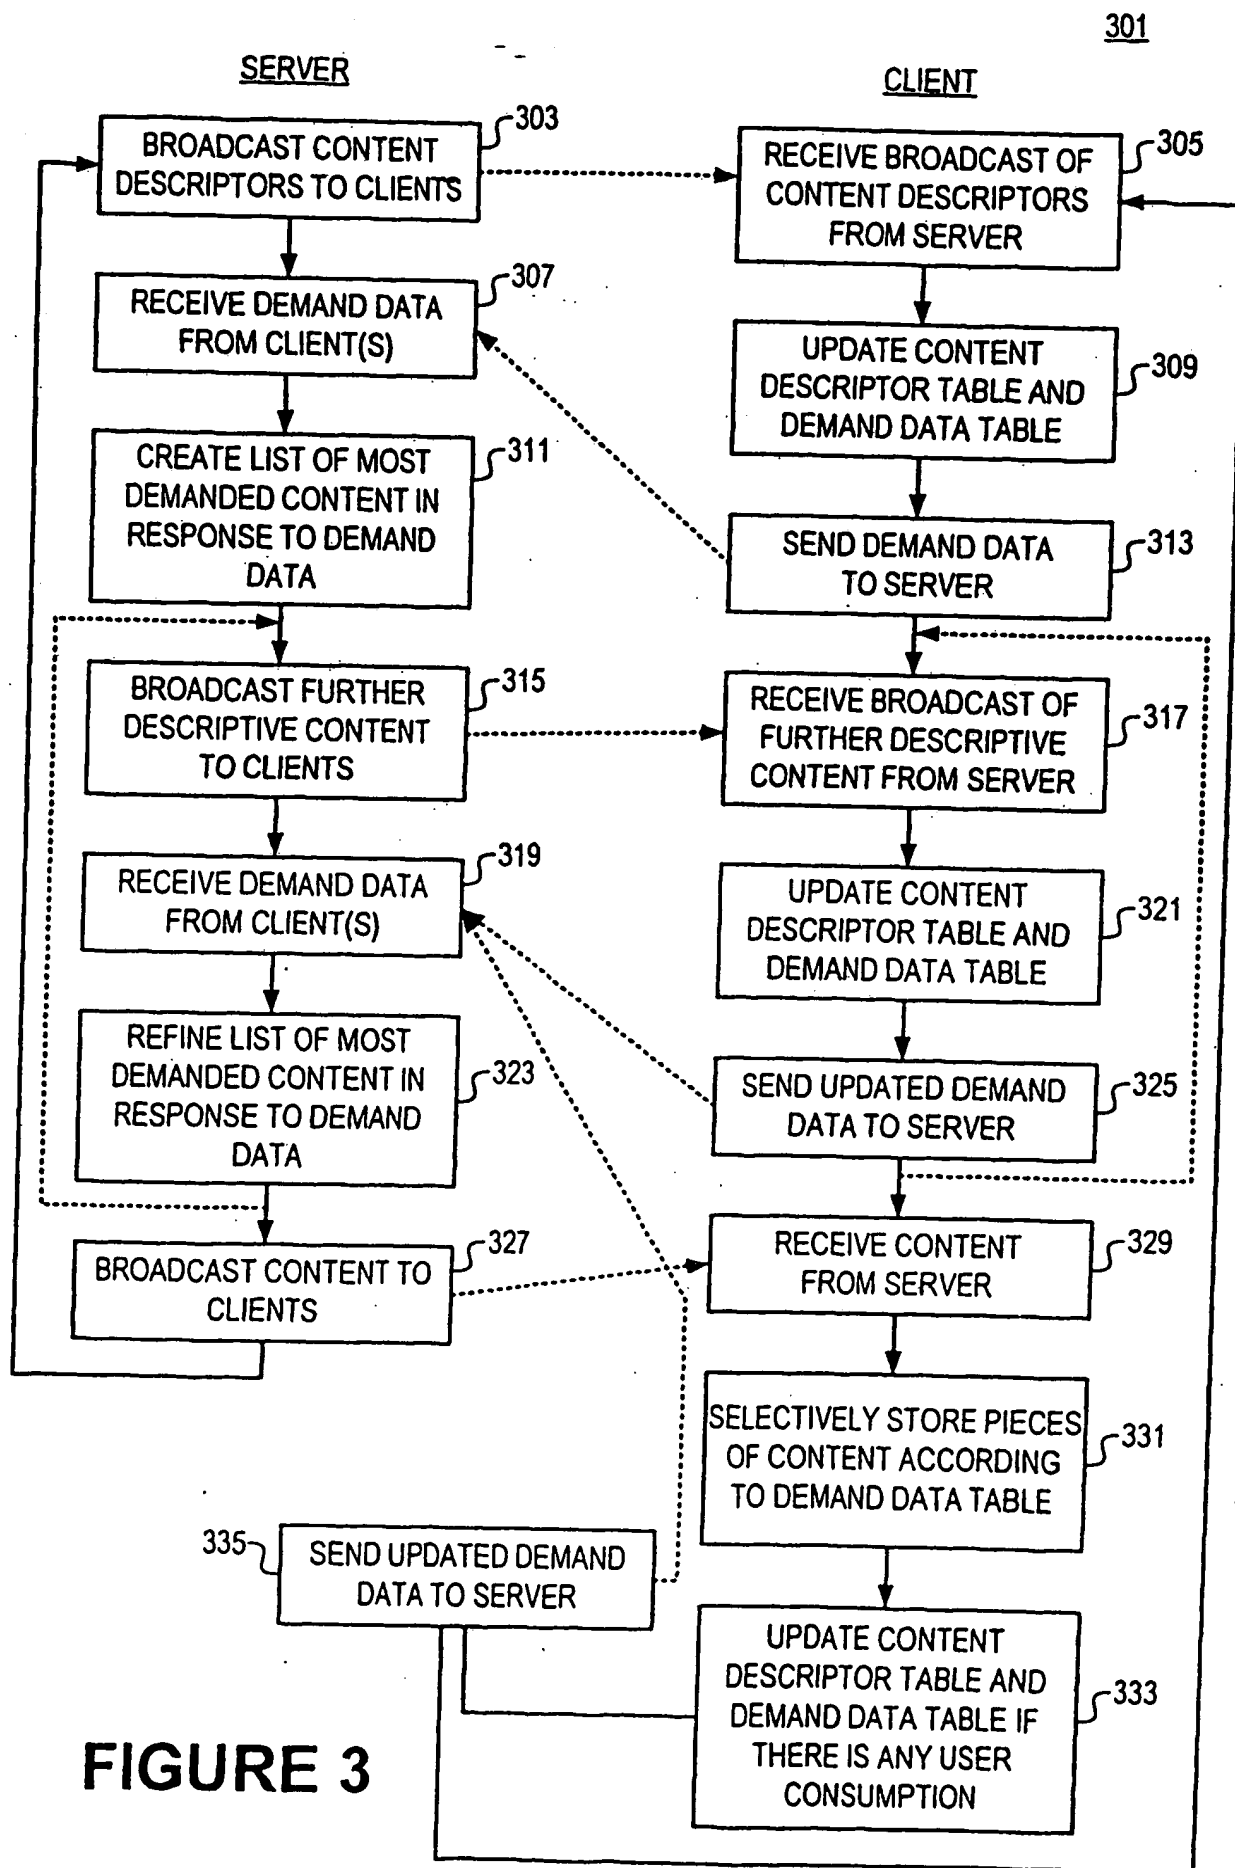 301
SERVER
CLIENT
303
BROADCAST CONTENT
DESCRIPTORS TO CLIENTS
305
RECEIVE BROADCAST OF
CONTENT DESCRIPTORS
FROM SERVER
307
RECEIVE DEMAND DATA
FROM CLIENT(S)
309
UPDATE CONTENT
DESCRIPTOR TABLE AND
DEMAND DATA TABLE
311
CREATE LIST OF MOST
DEMANDED CONTENT IN
RESPONSE TO DEMAND
DATA
313
SEND DEMAND DATA
TO SERVER
315
BROADCAST FURTHER
DESCRIPTIVE CONTENT
TO CLIENTS
317
RECEIVE BROADCAST OF
FURTHER DESCRIPTIVE
CONTENT FROM SERVER
319
RECEIVE DEMAND DATA
FROM CLIENT(S)
321
UPDATE CONTENT
DESCRIPTOR TABLE AND
DEMAND DATA TABLE
323
REFINE LIST OF MOST
DEMANDED CONTENT IN
RESPONSE TO DEMAND
DATA
325
SEND UPDATED DEMAND
DATA TO SERVER
327
BROADCAST CONTENT TO
CLIENTS
329
RECEIVE CONTENT
FROM SERVER
331
SELECTIVELY STORE PIECES
OF CONTENT ACCORDING
TO DEMAND DATA TABLE
335
SEND UPDATED DEMAND
DATA TO SERVER
333
UPDATE CONTENT
DESCRIPTOR TABLE AND
DEMAND DATA TABLE IF
THERE IS ANY USER
CONSUMPTION
FIGURE 3